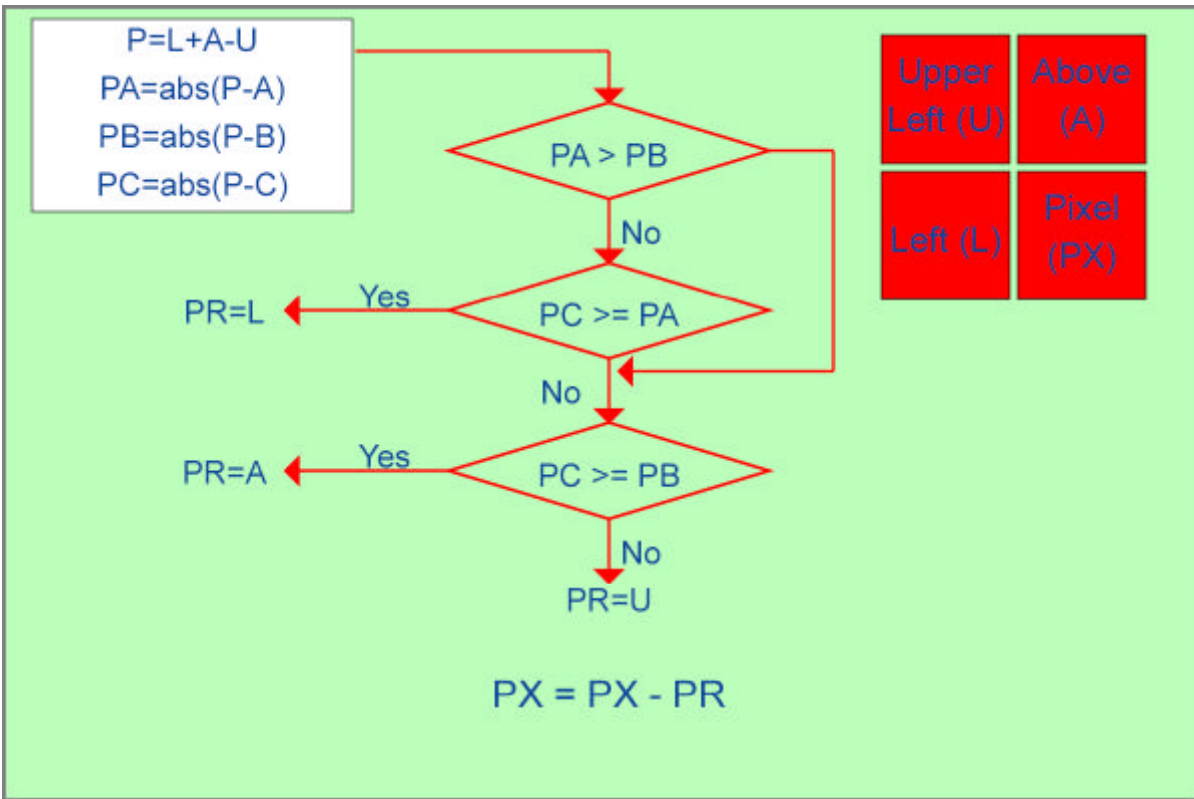 P=L+A-U
PA=abs(P-A)
PB=abs(P-B)
PC=abs(P-C)
Upper
Left (U)
Above
(A)
Left (L)
Pixel
(PX)
PA > PB
No
PC >= PA
Yes
PR=L
No
PC >= PB
Yes
PR=A
No
PR=U
PX = PX - PR